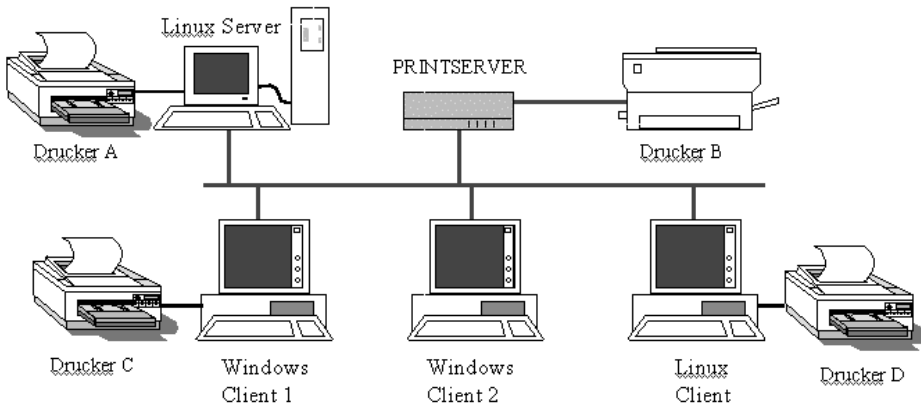 Linux Server
PRINTSERVER
Drucker A
Drucker B
Drucker C
Windows
Client 1
Windows
Client 2
Linux
Client
Drucker D